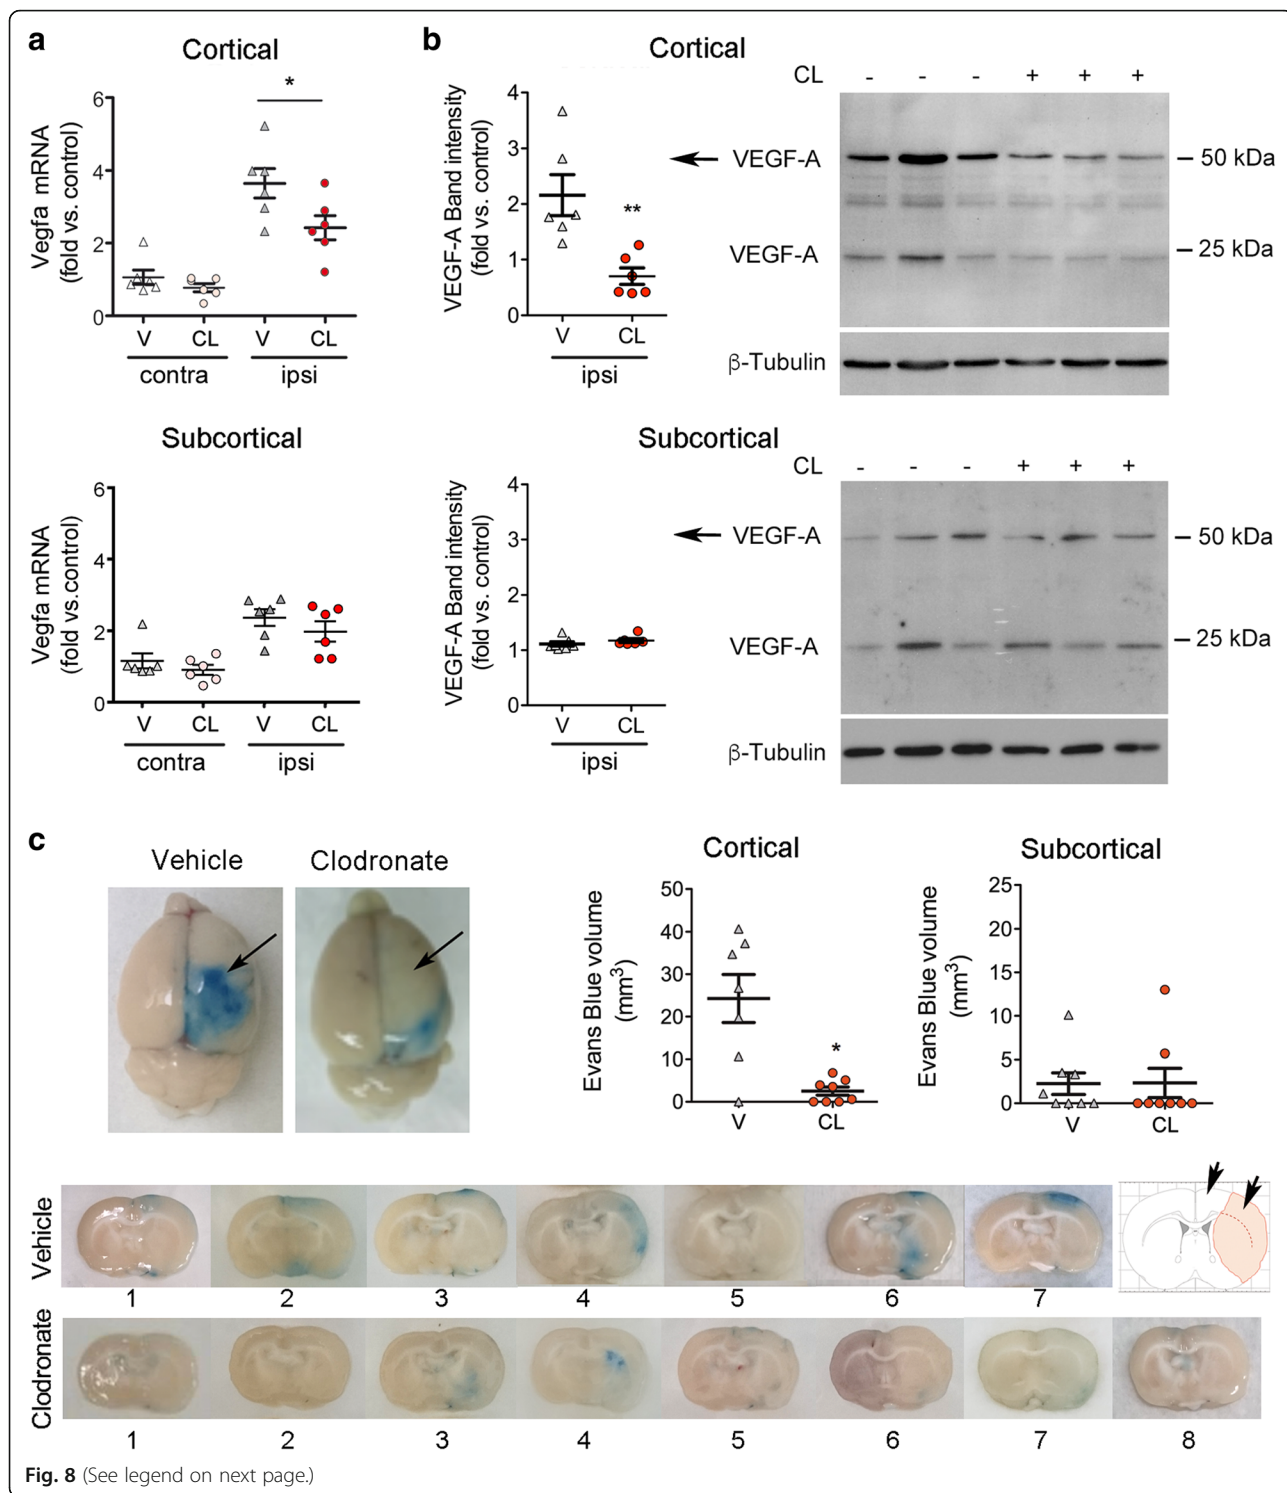 a
Cortical
*
Vegfa mRNA
(fold vs. control)
6
4
2
0
V CL V CL
contra ipsi
b
Cortical
VEGF-A Band intensity
(fold vs. control)
4
3
2
1
0
**
V CL
ipsi
CL - - - + + +
VEGF-A
VEGF-A
50 kDa
25 kDa
β-Tubulin
Subcortical
Vegfa mRNA
(fold vs.control)
6
4
2
0
V CL V CL
contra ipsi
Subcortical
VEGF-A Band intensity
(fold vs. control)
4
3
2
1
0
V CL
ipsi
CL - - - + + +
VEGF-A
VEGF-A
50 kDa
25 kDa
β-Tubulin
c
Vehicle Clodronate
Cortical
Evans Blue volume
(mm3)
50
40
30
20
10
0
*
V CL
Subcortical
Evans Blue volume
(mm3)
25
20
15
10
5
0
V CL
Vehicle
1 2 3 4 5 6 7
Clodronate
1 2 3 4 5 6 7 8
Fig. 8 (See legend on next page.)